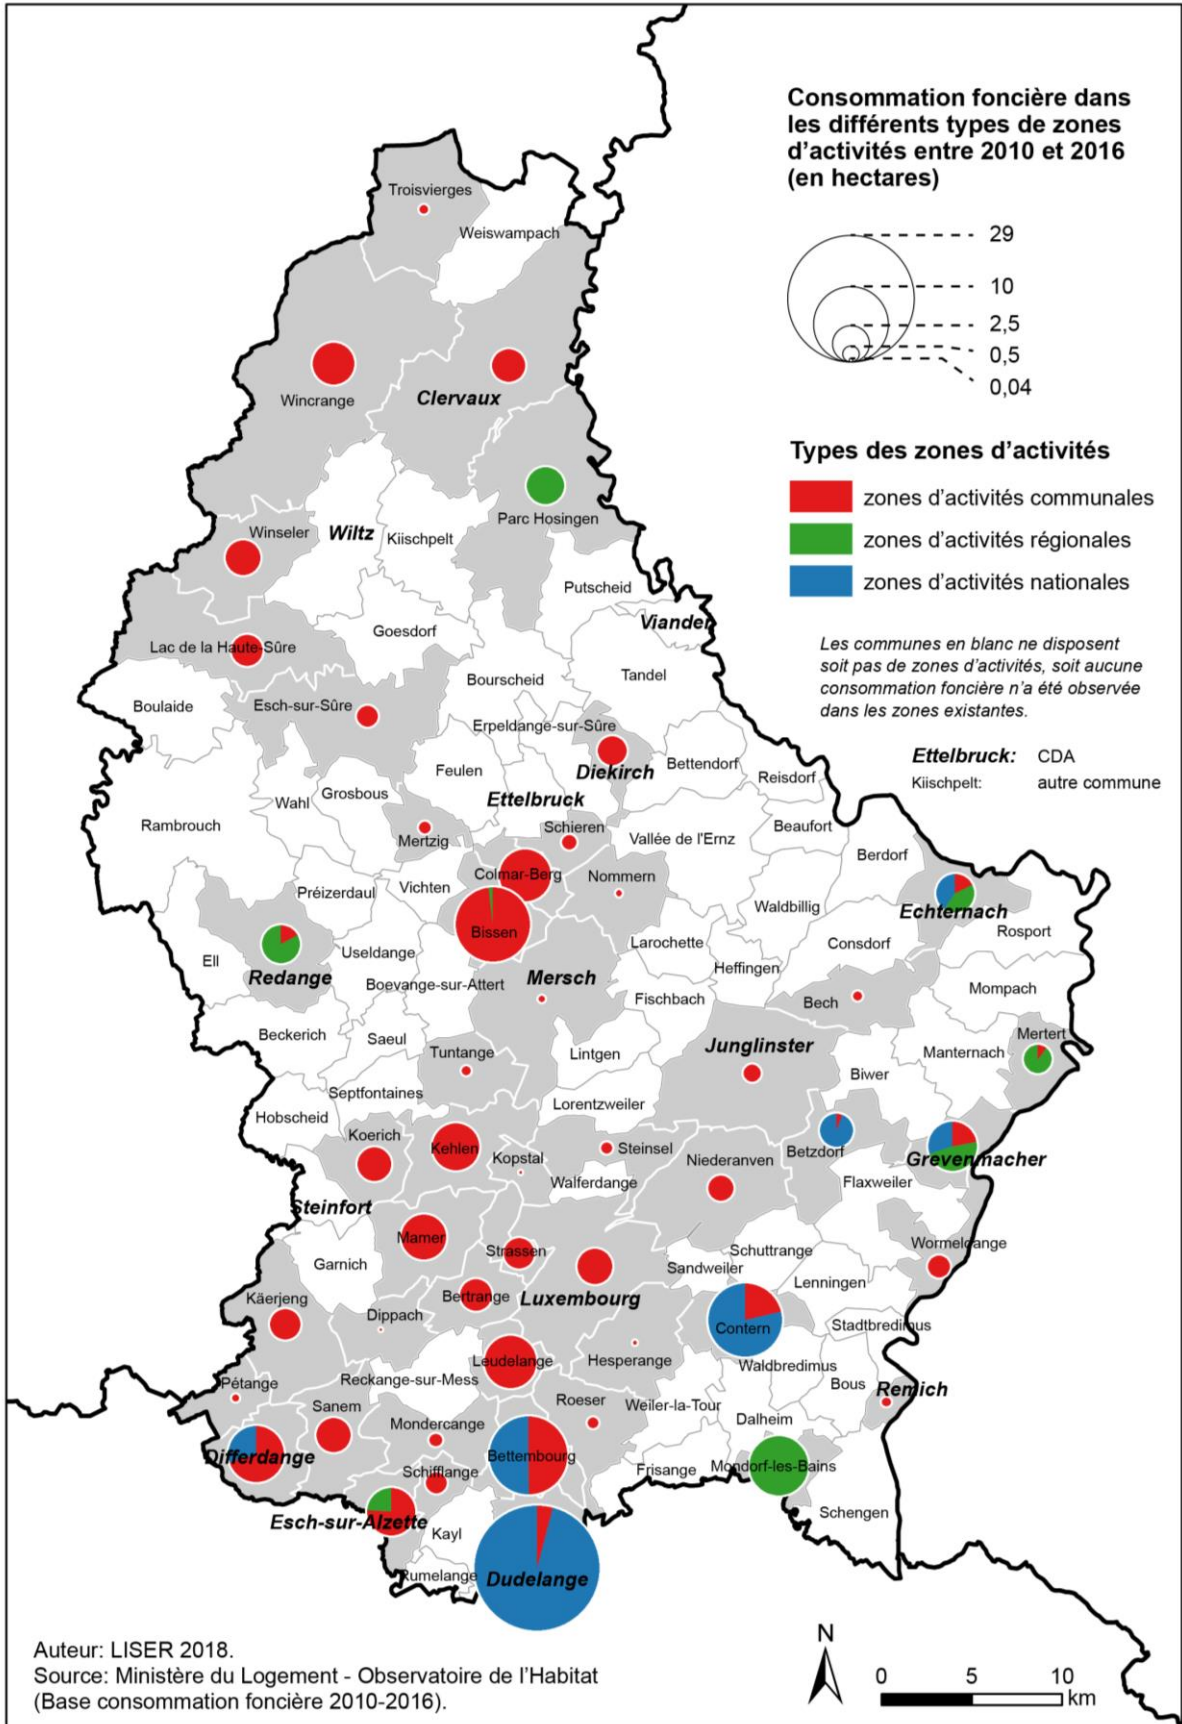 Consommation foncière dans
les différents types de zones
d'activités entre 2010 et 2016
(en hectares)
29
10
2,5
0,5
0,04
Types des zones d'activités
zones d'activités communales
zones d'activités régionales
zones d'activités nationales
Les communes en blanc ne disposent
soit pas de zones d'activités, soit aucune
consommation foncière n'a été observée
dans les zones existantes.
Ettelbruck: CDA
Kiischpelt: autre commune
Troisvierges
Weiswampach
Wincrange
Clervaux
Parc Hosingen
Winseler
Wiltz
Kiischpelt
Putscheid
Vianden
Goesdorf
Lac de la Haute-Sûre
Tandel
Bourscheid
Boulaide
Esch-sur-Sûre
Erpeldange-sur-Sûre
Diekirch
Bettendorf
Reisdorf
Feulen
Grosbous
Wahl
Ettelbruck
Rambrouch
Mertzig
Schieren
Vallée de l'Ernz
Beaufort
Berdorf
Colmar-Berg
Nommern
Vichten
Préizerdaul
Waldbillig
Echternach
Rosport
Bissen
Useldange
Larochette
Consdorf
Ell
Redange
Boevange-sur-Attert
Mersch
Heffingen
Fischbach
Bech
Mompach
Beckerich
Saeul
Tuntange
Lintgen
Junglinster
Manternach
Mertert
Septfontaines
Biwer
Hobscheid
Lorentzweiler
Koerich
Kehlen
Kopstal
Steinsel
Walferdange
Niederanven
Betzdorf
Grevenmacher
Flaxweiler
Steinfort
Mamer
Strassen
Garnich
Schuttrange
Sandweiler
Wormeldange
Lenningen
Käerjeng
Bertrange
Luxembourg
Dippach
Contern
Stadtbredimus
Leudelange
Hesperange
Waldbredimus
Pétange
Reckange-sur-Mess
Bous
Remich
Sanem
Roeser
Weiler-la-Tour
Dalheim
Mondercange
Differdange
Bettembourg
Schifflange
Frisange
Mondorf-les-Bains
Schengen
Esch-sur-Alzette
Kayl
Rumelange
Dudelange
Auteur: LISER 2018.
Source: Ministère du Logement - Observatoire de l'Habitat
(Base consommation foncière 2010-2016).
N
0 5 10
km